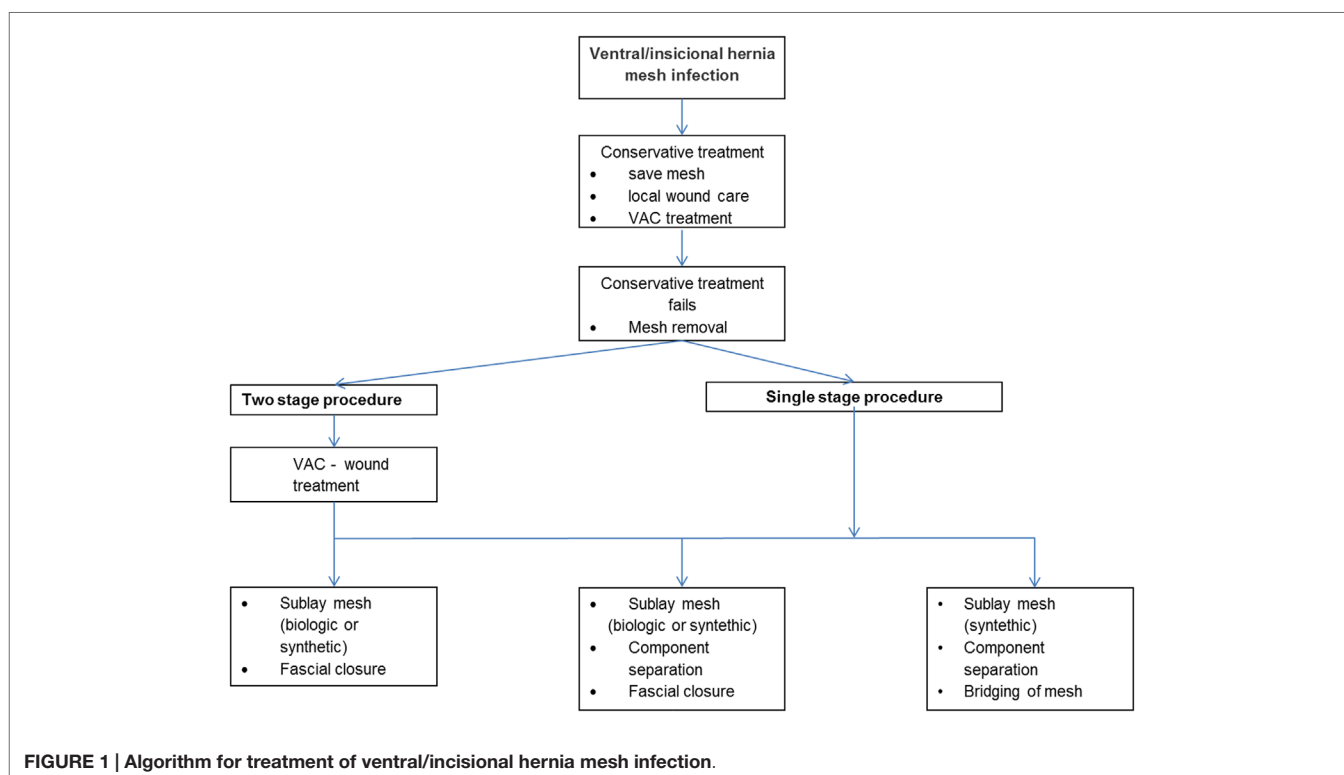 Ventral/insicional hernia
mesh infection
Conservative treatment
• save mesh
• local wound care
• VAC treatment
Conservative treatment
fails
• Mesh removal
Two stage procedure
Single stage procedure
VAC - wound
treatment
• Sublay mesh
(biologic or
synthetic)
• Fascial closure
• Sublay mesh
(biologic or syntethic)
• Component
separation
• Fascial closure
• Sublay mesh
(syntethic)
• Component
separation
• Bridging of mesh
FIGURE 1 | Algorithm for treatment of ventral/incisional hernia mesh infection.